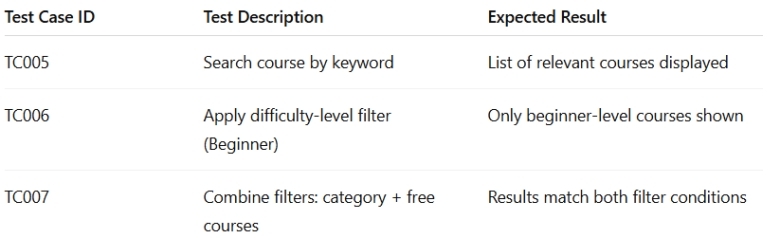 Test Case ID Test Description Expected Result
TC005 Search course by keyword List of relevant courses displayed
TC006 Apply difficulty-level filter Only beginner-level courses shown
(Beginner)
TC007 Combine filters: category + free Results match both filter conditions
courses